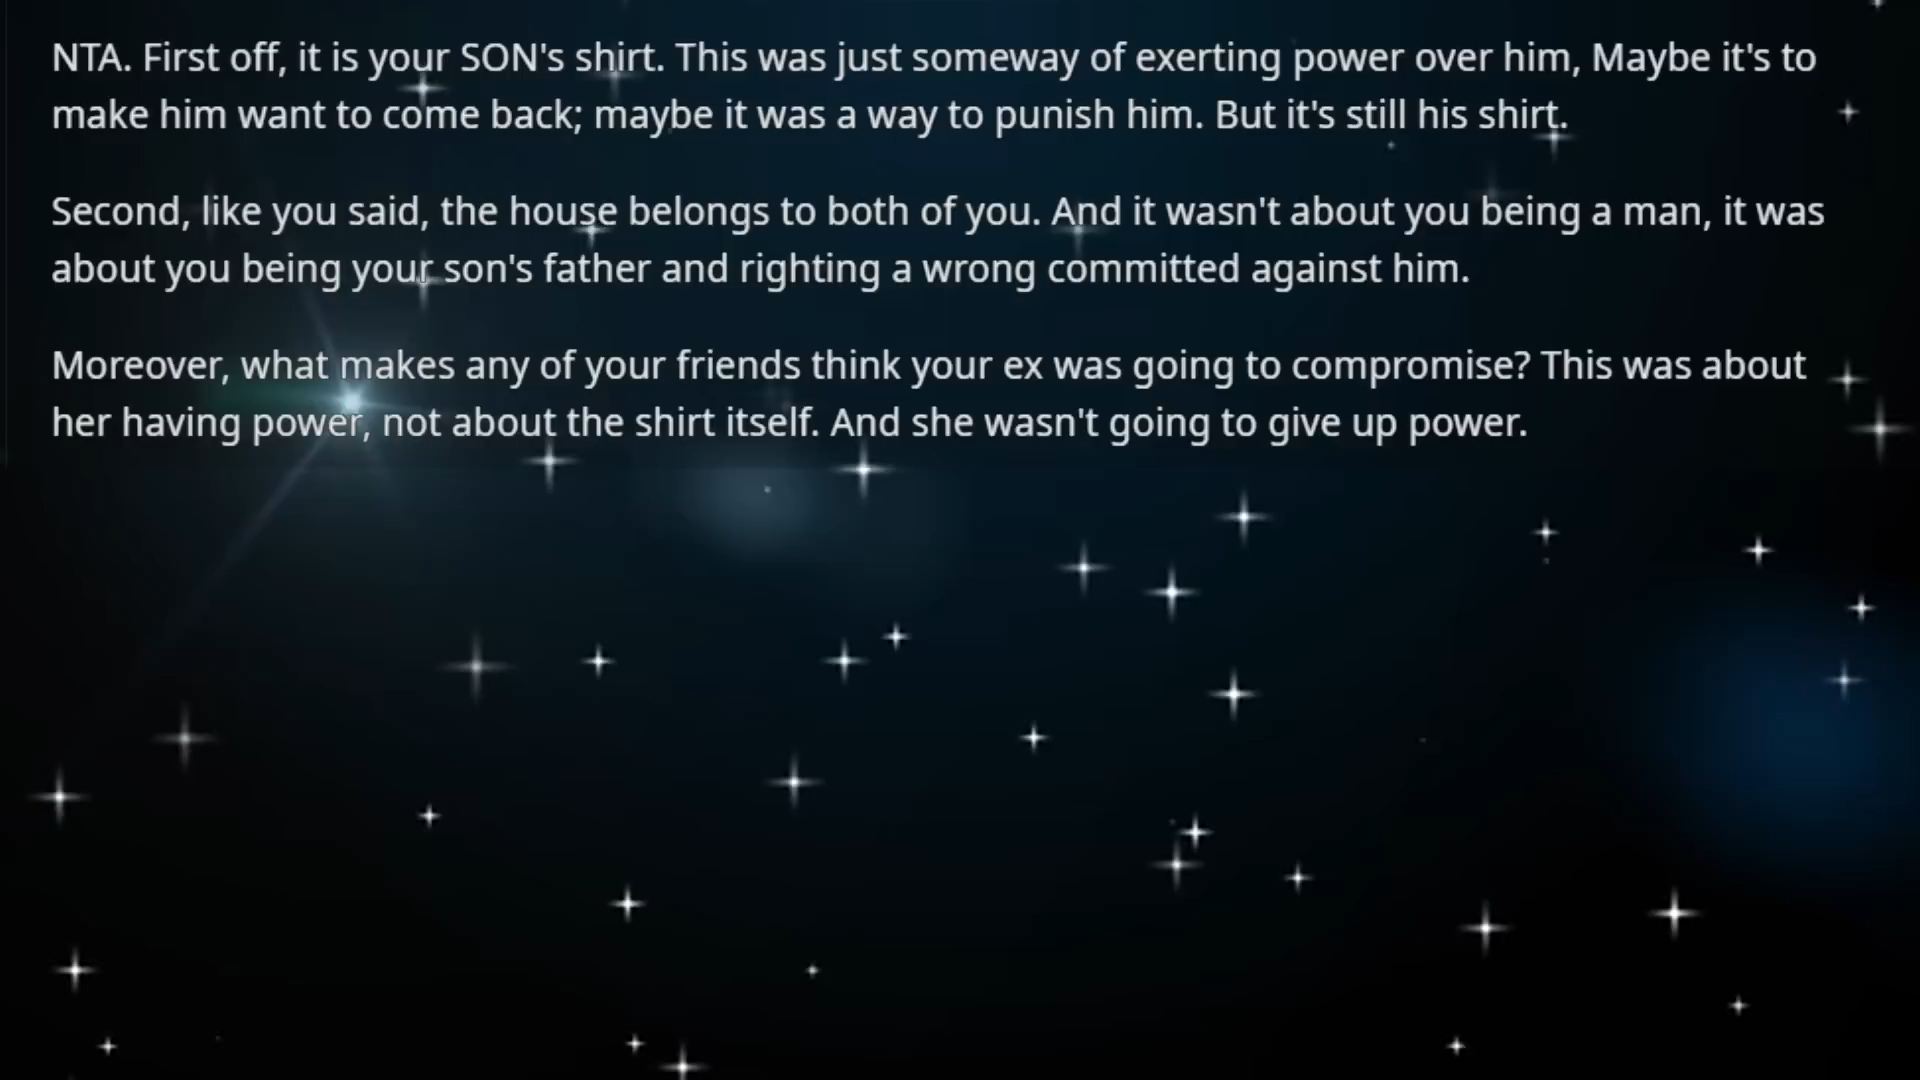 NTA. First off, it is your SON's shirt. This was just someway of exerting power over him, Maybe it's to
make him want to come back; maybe it was a way to punish him. But it's still his shirt.
Second, like you said, the house belongs to both of you. And it wasn't about you being a man, it was
about you being your son's father and righting a wrong committed against him.
Moreover, what makes any of your friends think your ex was going to compromise? This was about
her having power, not about the shirt itself. And she wasn't going to give up power.